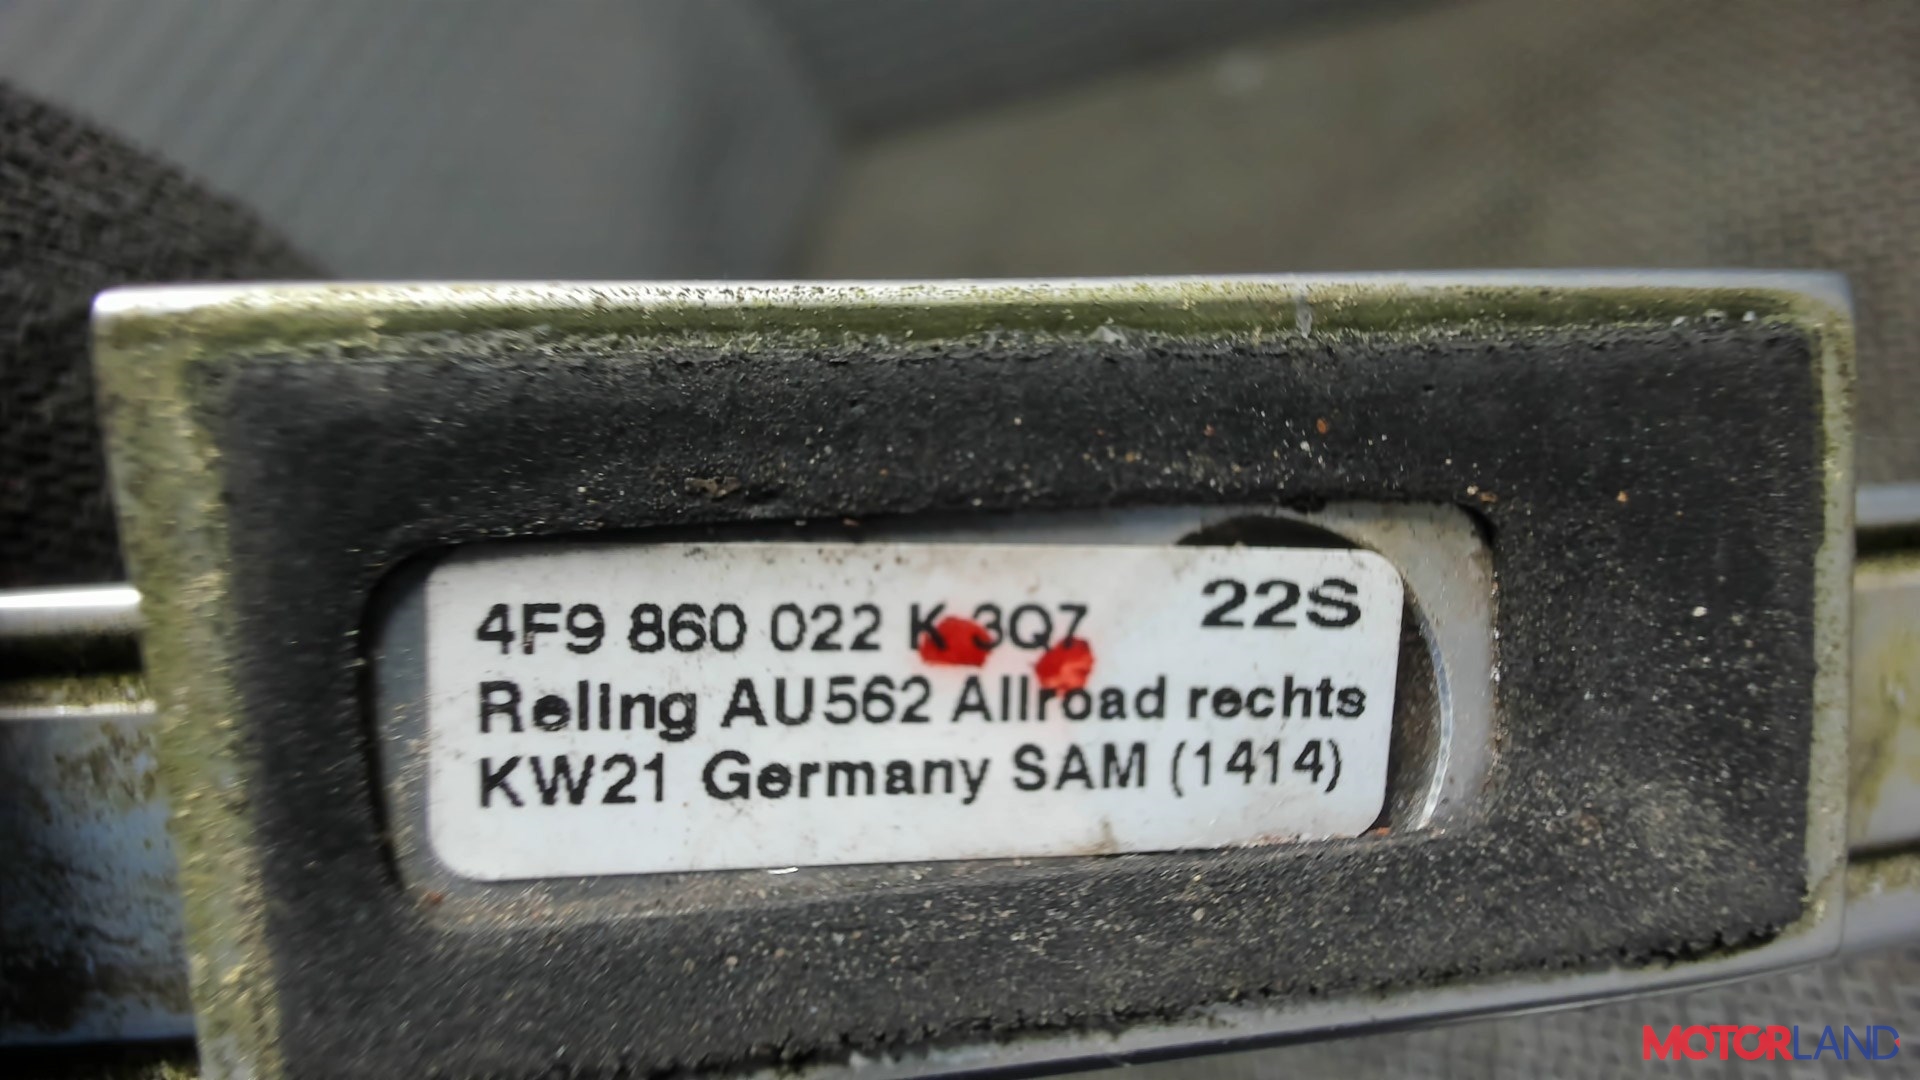 4F9 860 022 K 3Q7 22S
Reling AU562 Allroad rechts
KW21 Germany SAM (1414)
MOTORLAND